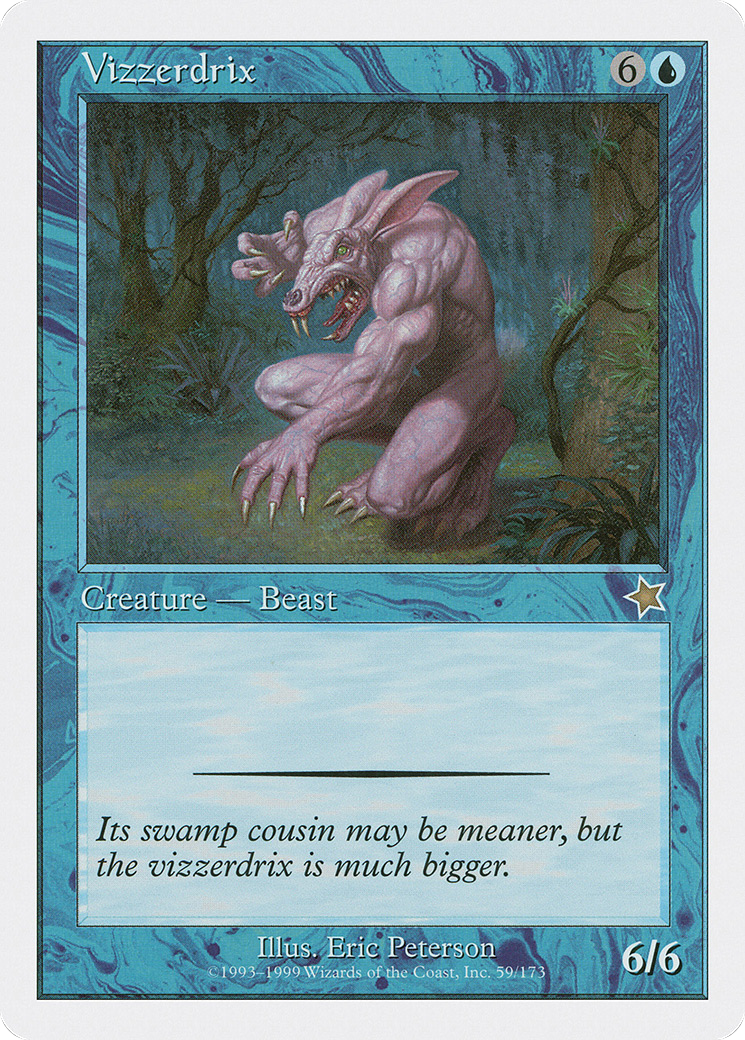 Vizzerdrix 6
Creature — Beast
Its swamp cousin may be meaner, but
the vizzerdrix is much bigger.
Illus. Eric Peterson
©1993–1999 Wizards of the Coast, Inc. 59/173
6/6